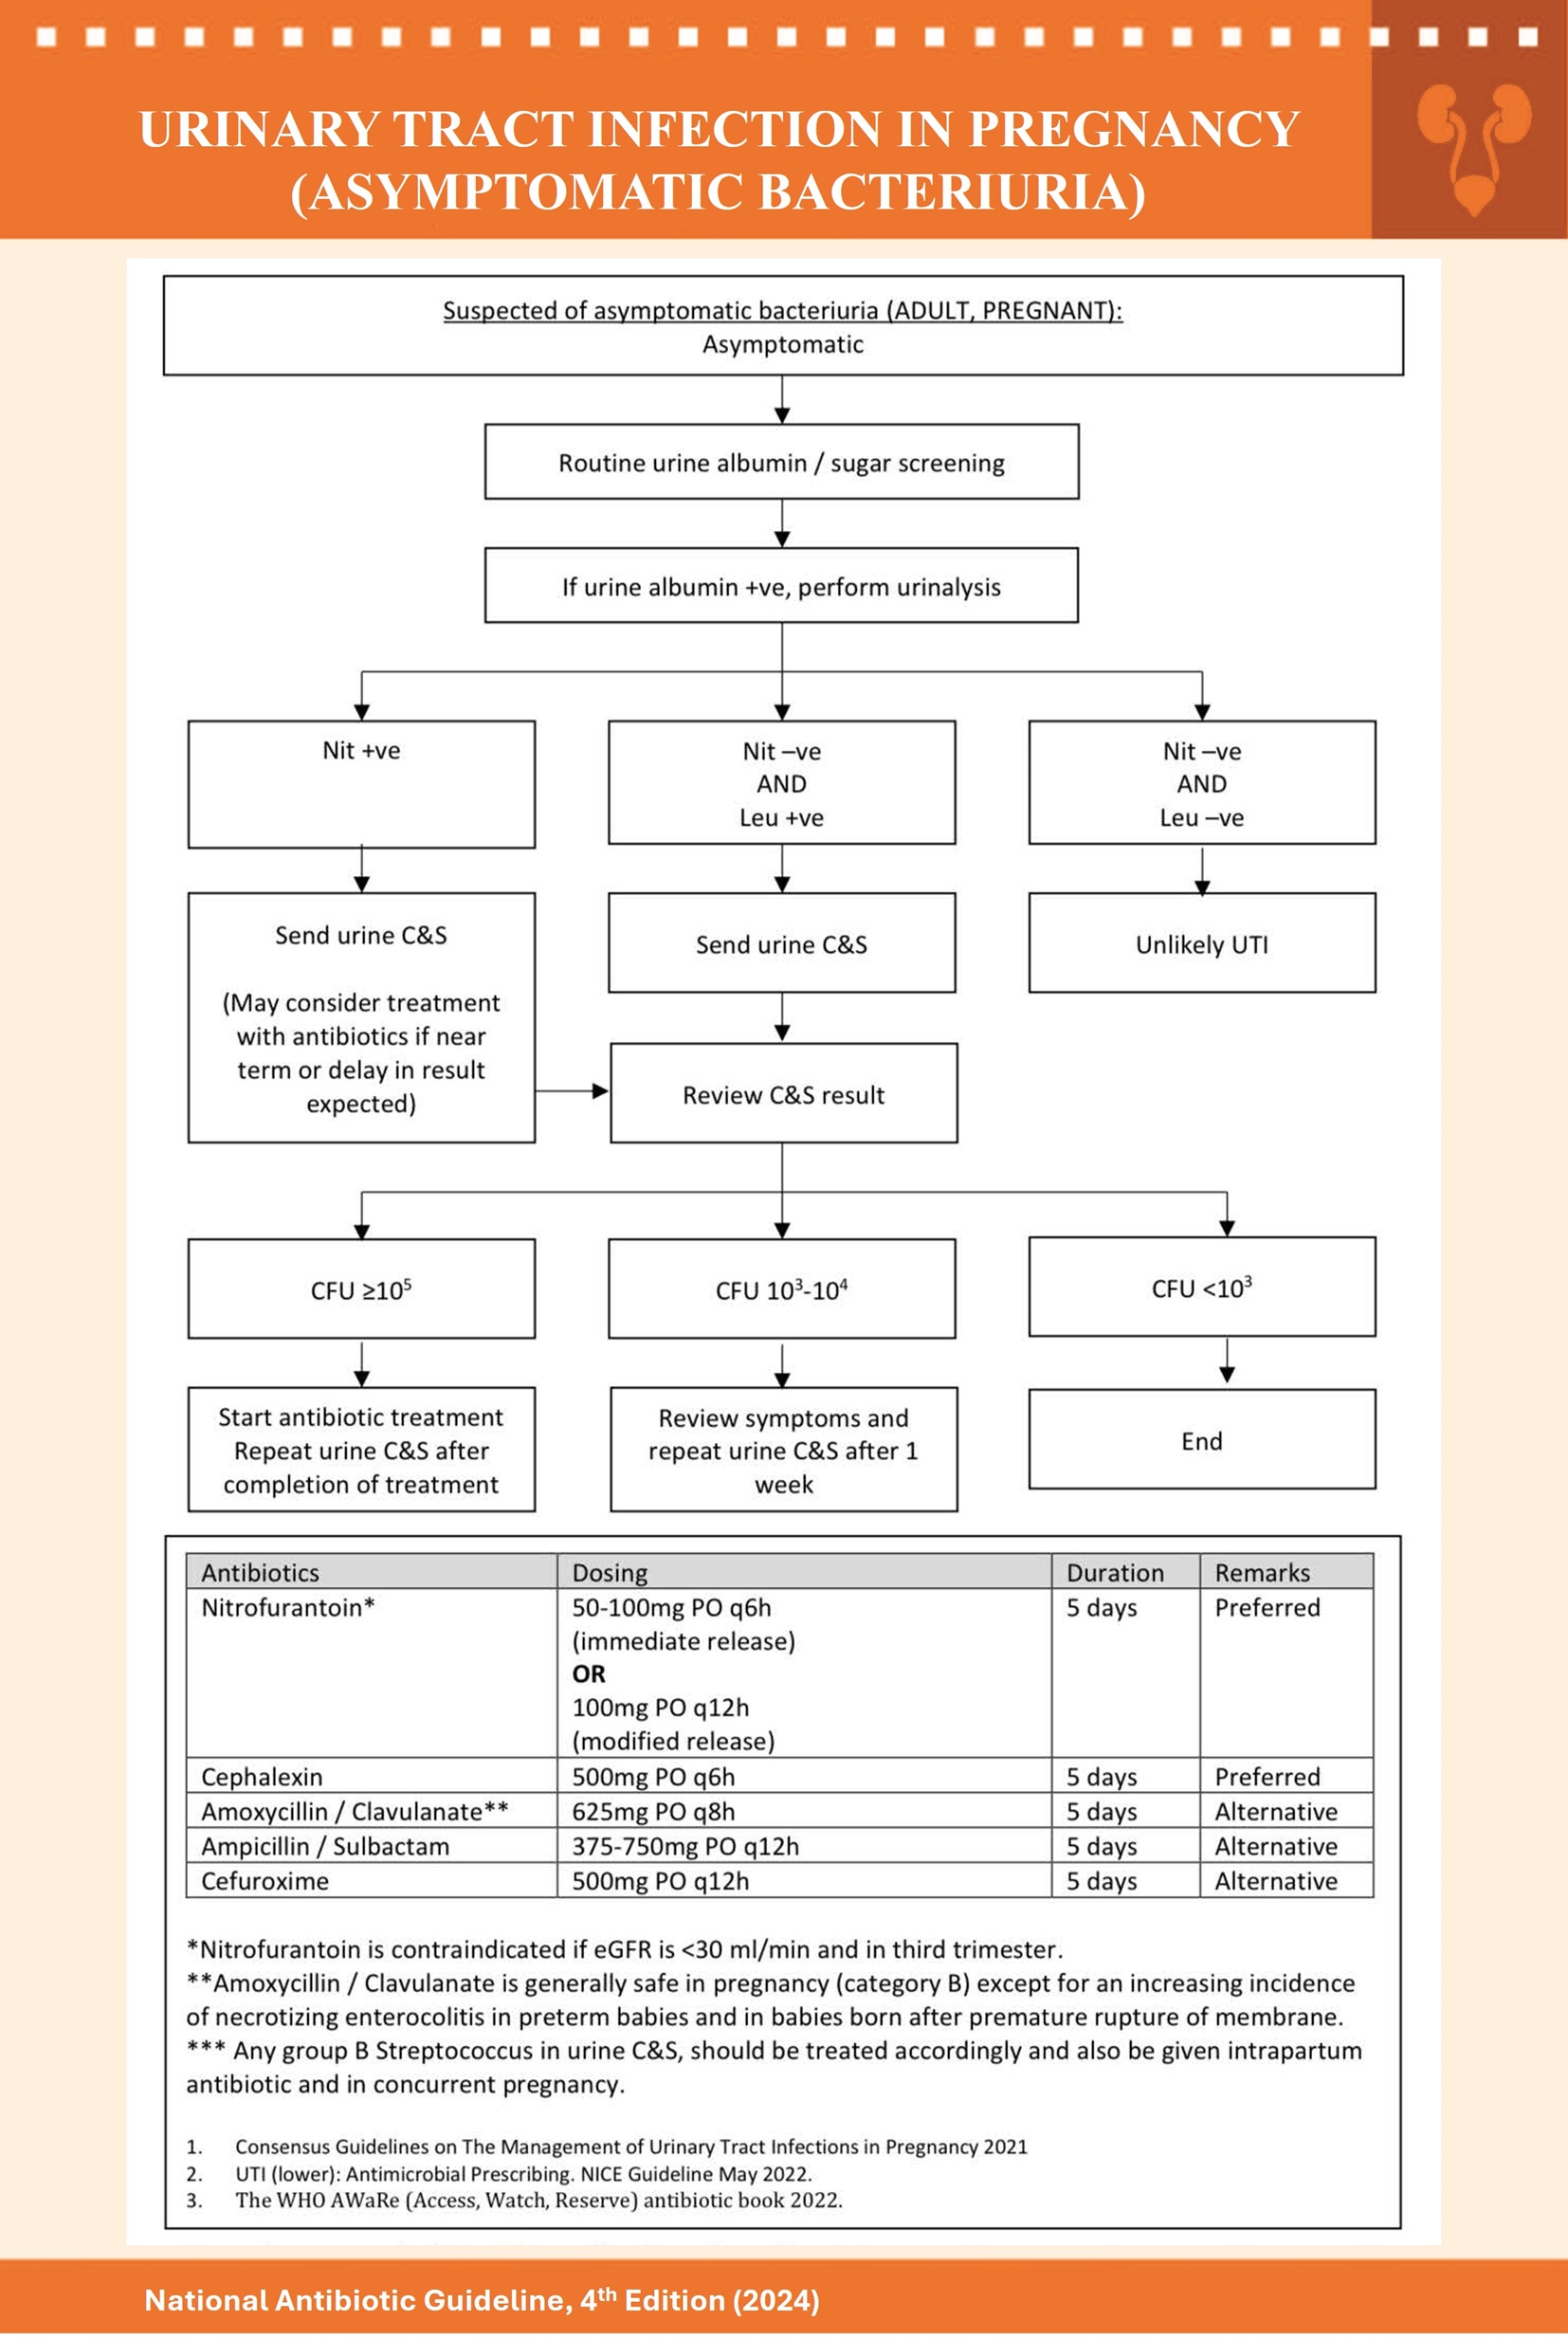 URINARY TRACT INFECTION IN PREGNANCY
(ASYMPTOMATIC BACTERIURIA)
Suspected of asymptomatic bacteriuria (ADULT, PREGNANT):
Asymptomatic
Routine urine albumin / sugar screening
If urine albumin +ve, perform urinalysis
Nit +ve
Nit –ve
AND
Leu +ve
Nit –ve
AND
Leu –ve
Send urine C&S
(May consider treatment
with antibiotics if near
term or delay in result
expected)
Send urine C&S
Unlikely UTI
Review C&S result
CFU ≥10⁵
CFU 10³-10⁴
CFU <10³
Start antibiotic treatment
Repeat urine C&S after
completion of treatment
Review symptoms and
repeat urine C&S after 1
week
End
Antibiotics Dosing Duration Remarks
Nitrofurantoin* 50-100mg PO q6h 5 days Preferred
(immediate release)
OR
100mg PO q12h
(modified release)
Cephalexin 500mg PO q6h 5 days Preferred
Amoxycillin / Clavulanate** 625mg PO q8h 5 days Alternative
Ampicillin / Sulbactam 375-750mg PO q12h 5 days Alternative
Cefuroxime 500mg PO q12h 5 days Alternative
*Nitrofurantoin is contraindicated if eGFR is <30 ml/min and in third trimester.
**Amoxycillin / Clavulanate is generally safe in pregnancy (category B) except for an increasing incidence
of necrotizing enterocolitis in preterm babies and in babies born after premature rupture of membrane.
*** Any group B Streptococcus in urine C&S, should be treated accordingly and also be given intrapartum
antibiotic and in concurrent pregnancy.
1. Consensus Guidelines on The Management of Urinary Tract Infections in Pregnancy 2021
2. UTI (lower): Antimicrobial Prescribing. NICE Guideline May 2022.
3. The WHO AWaRe (Access, Watch, Reserve) antibiotic book 2022.
National Antibiotic Guideline, 4th Edition (2024)